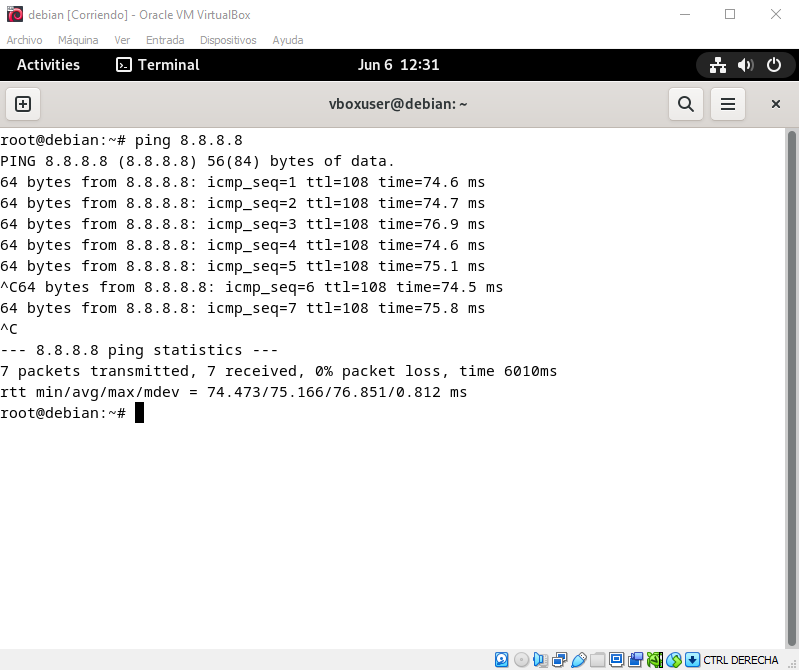 debian [Corriendo] - Oracle VM VirtualBox
Archivo Máquina Ver Entrada Dispositivos Ayuda
Activities Terminal Jun 6 12:31
vboxuser@debian: ~
root@debian:~# ping 8.8.8.8
PING 8.8.8.8 (8.8.8.8) 56(84) bytes of data.
64 bytes from 8.8.8.8: icmp_seq=1 ttl=108 time=74.6 ms
64 bytes from 8.8.8.8: icmp_seq=2 ttl=108 time=74.7 ms
64 bytes from 8.8.8.8: icmp_seq=3 ttl=108 time=76.9 ms
64 bytes from 8.8.8.8: icmp_seq=4 ttl=108 time=74.6 ms
64 bytes from 8.8.8.8: icmp_seq=5 ttl=108 time=75.1 ms
^C64 bytes from 8.8.8.8: icmp_seq=6 ttl=108 time=74.5 ms
64 bytes from 8.8.8.8: icmp_seq=7 ttl=108 time=75.8 ms
^C
--- 8.8.8.8 ping statistics ---
7 packets transmitted, 7 received, 0% packet loss, time 6010ms
rtt min/avg/max/mdev = 74.473/75.166/76.851/0.812 ms
root@debian:~#
CTRL DERECHA